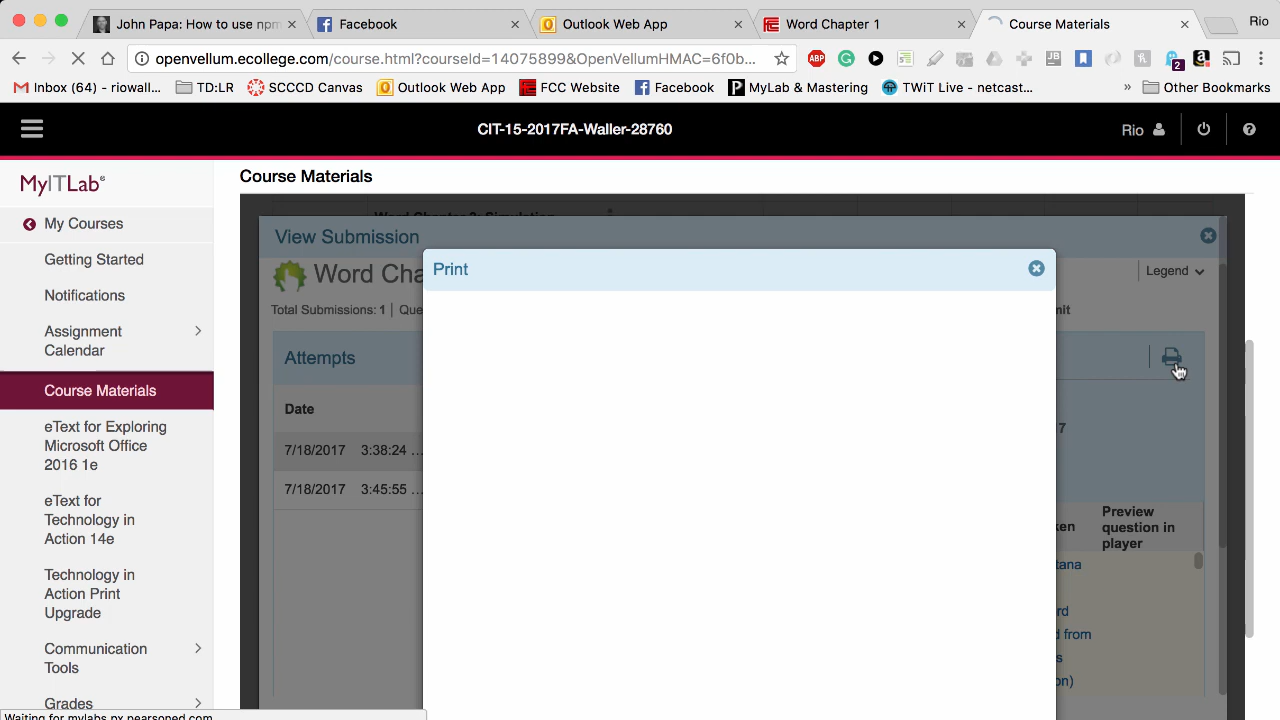 John Papa: How to use npm
Facebook
Outlook Web App
Word Chapter 1
Course Materials
Rio
openvellum.ecollege.com/course.html?courseId=14075899&OpenVellumHMAC=6f0b...
ABP
2
Inbox (64) - riowall...
TD:LR
SCCCD Canvas
Outlook Web App
FCC Website
Facebook
MyLab & Mastering
TWiT Live - netcast...
»
Other Bookmarks
CIT-15-2017FA-Waller-28760
Rio
MyITLab®
My Courses
Getting Started
Notifications
Assignment
Calendar
Course Materials
eText for Exploring
Microsoft Office
2016 1e
eText for
Technology in
Action 14e
Technology in
Action Print
Upgrade
Communication
Tools
Grades
Waiting for mylabs.px.pearsoned.com...
Course Materials
Word Chapter 2: Simulation
View Submission
Word Cha
Legend
Total Submissions: 1 | Que
nit
Print
Attempts
Date
7/18/2017 3:38:24 ...
7/18/2017 3:45:55 ...
7
ken
Preview
question in
player
tana
rd
d from
s
on)